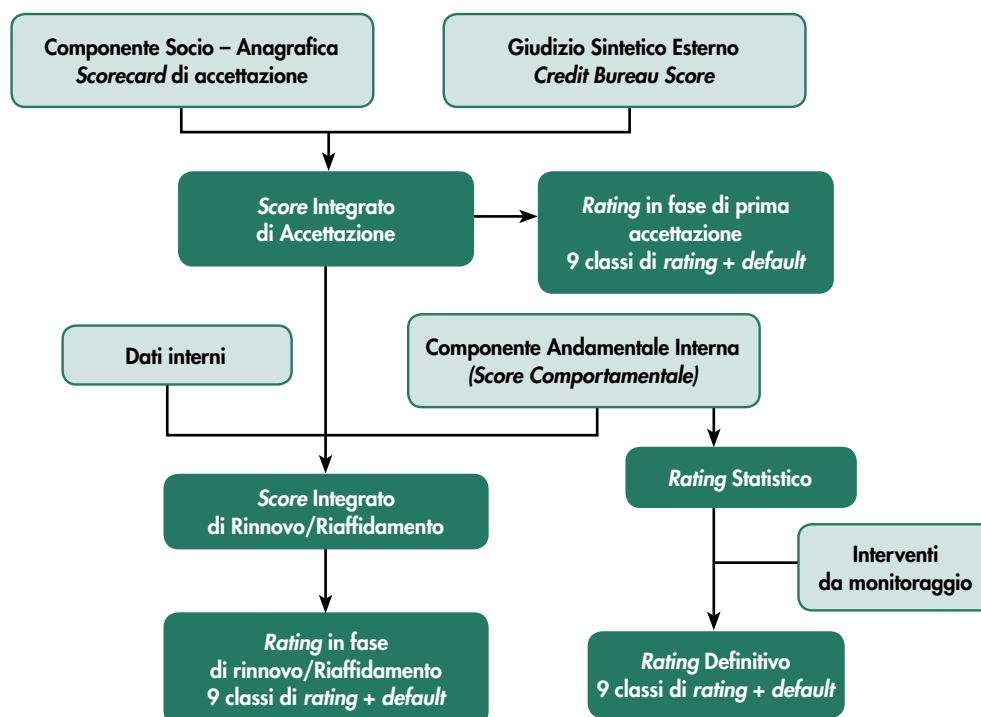 Componente Socio – Anagrafica
Scorecard di accettazione
Giudizio Sintetico Esterno
Credit Bureau Score
Score Integrato
di Accettazione
Rating in fase di prima
accettazione
9 classi di rating + default
Dati interni
Componente Andamentale Interna
(Score Comportamentale)
Score Integrato
di Rinnovo/Riaffidamento
Rating Statistico
Interventi
da monitoraggio
Rating in fase
di rinnovo/Riaffidamento
9 classi di rating + default
Rating Definitivo
9 classi di rating + default